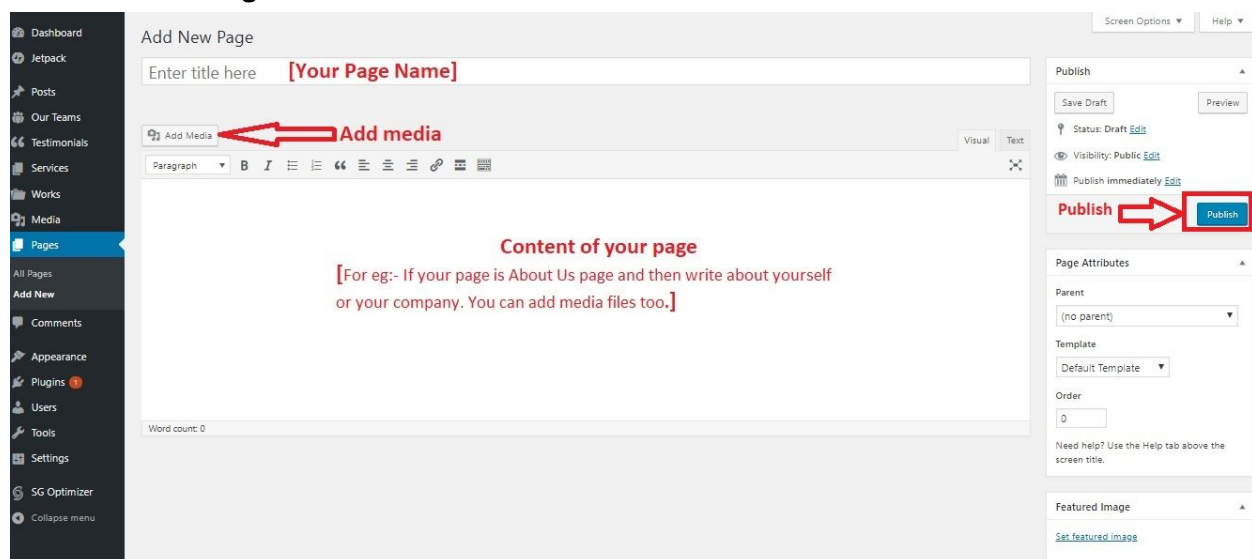 Dashboard
Jetpack
Posts
Our Teams
Testimonials
Services
Works
Media
Pages
All Pages
Add New
Comments
Appearance
Plugins 1
Users
Tools
Settings
SG Optimizer
Collapse menu
Screen Options Help
Add New Page
Enter title here [Your Page Name]
Add Media Add media
Visual Text
Paragraph B I
Content of your page
[For eg:- If your page is About Us page and then write about yourself
or your company. You can add media files too.]
Word count: 0
Publish
Save Draft Preview
Status: Draft Edit
Visibility: Public Edit
Publish immediately Edit
Publish Publish
Page Attributes
Parent
(no parent)
Template
Default Template
Order
0
Need help? Use the Help tab above the
screen title.
Featured Image
Set featured image